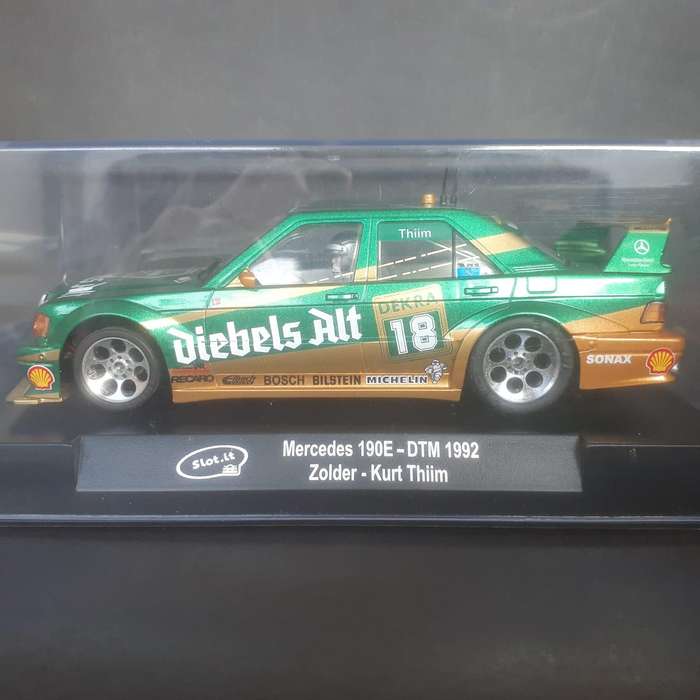 Thiim
DEKRA
18
diebels Alt
RECARO
BOSCH
BILSTEIN
MICHELIN
SONAX
Slot.it
Mercedes 190E – DTM 1992
Zolder - Kurt Thiim